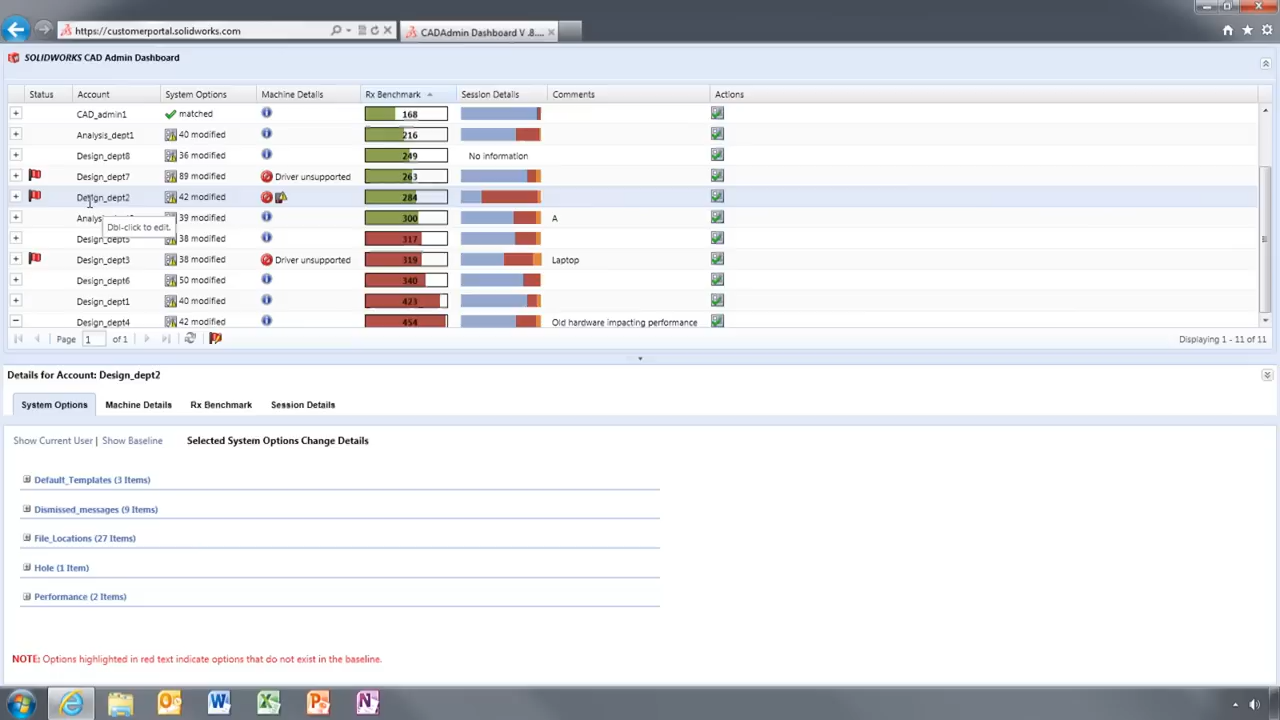 https://customerportal.solidworks.com
CADAdmin Dashboard V .8....
SOLIDWORKS CAD Admin Dashboard
Status Account System Options Machine Details Rx Benchmark Session Details Comments Actions
CAD_admin1 matched 168
Analysis_dept1 40 modified 216
Design_dept8 36 modified 249 No information
Design_dept7 89 modified Driver unsupported 263
Design_dept2 42 modified 284
39 modified 300 A
Dbl-click to edit.
38 modified 317
Design_dept3 38 modified Driver unsupported 319 Laptop
Design_dept6 50 modified 340
Design_dept1 40 modified 423
Design_dept4 42 modified 454 Old hardware impacting performance
Page 1 of 1 Displaying 1 - 11 of 11
Details for Account: Design_dept2
System Options Machine Details Rx Benchmark Session Details
Show Current User | Show Baseline Selected System Options Change Details
Default_Templates (3 Items)
Dismissed_messages (9 Items)
File_Locations (27 Items)
Hole (1 Item)
Performance (2 Items)
NOTE: Options highlighted in red text indicate options that do not exist in the baseline.